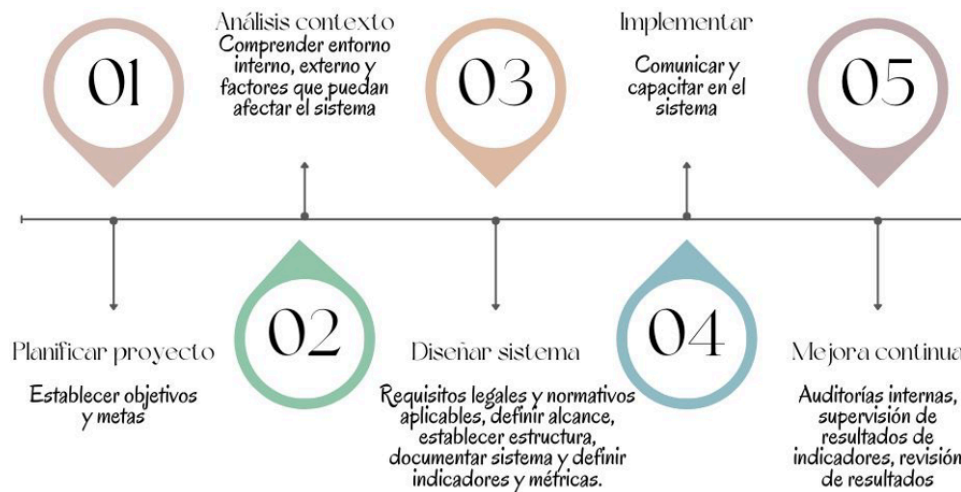 01
Planificar proyecto
Establecer objetivos
y metas
Análisis contexto
Comprender entorno
interno, externo y
factores que puedan
afectar el sistema
02
03
Diseñar sistema
Requisitos legales y normativos
aplicables, definir alcance,
establecer estructura,
documentar sistema y definir
indicadores y métricas.
Implementar
Comunicar y
capacitar en el
sistema
04
05
Mejora continua
Auditorías internas,
supervisión de
resultados de
indicadores, revisión
de resultados